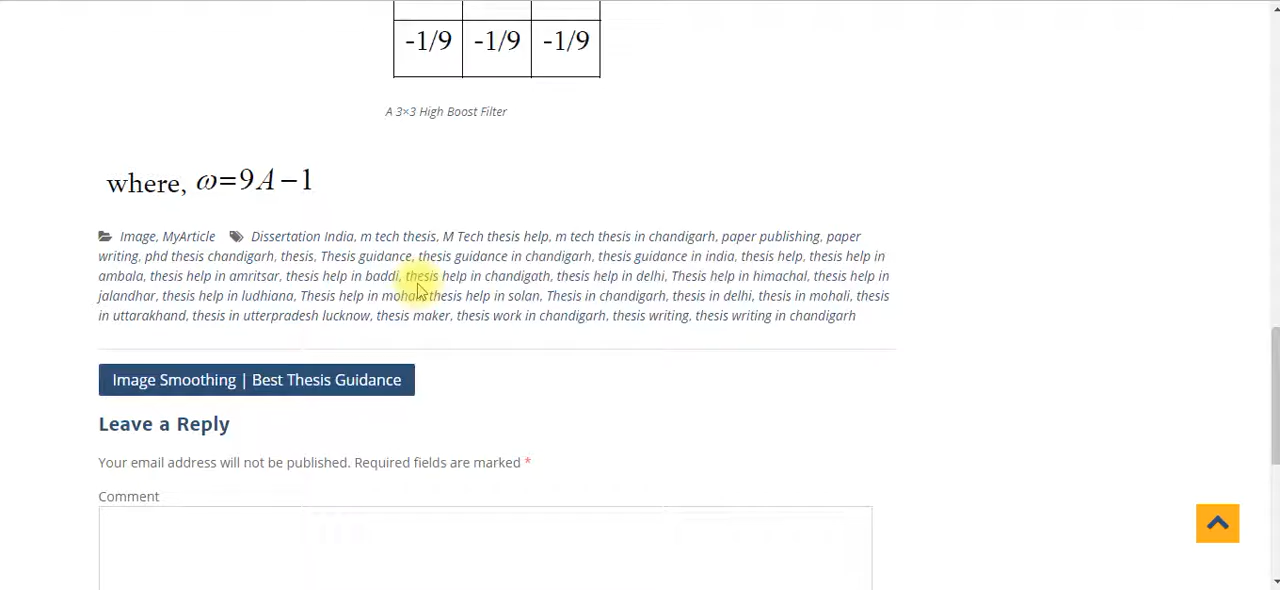 -1/9 -1/9 -1/9
A 3×3 High Boost Filter
where, ω=9A−1
Image, MyArticle Dissertation India, m tech thesis, M Tech thesis help, m tech thesis in chandigarh, paper publishing, paper
writing, phd thesis chandigarh, thesis, Thesis guidance, thesis guidance in chandigarh, thesis guidance in india, thesis help, thesis help in
ambala, thesis help in amritsar, thesis help in baddi, thesis help in chandigath, thesis help in delhi, Thesis help in himachal, thesis help in
jalandhar, thesis help in ludhiana, Thesis help in mohali, thesis help in solan, Thesis in chandigarh, thesis in delhi, thesis in mohali, thesis
in uttarakhand, thesis in utterpradesh lucknow, thesis maker, thesis work in chandigarh, thesis writing, thesis writing in chandigarh
Image Smoothing | Best Thesis Guidance
Leave a Reply
Your email address will not be published. Required fields are marked *
Comment